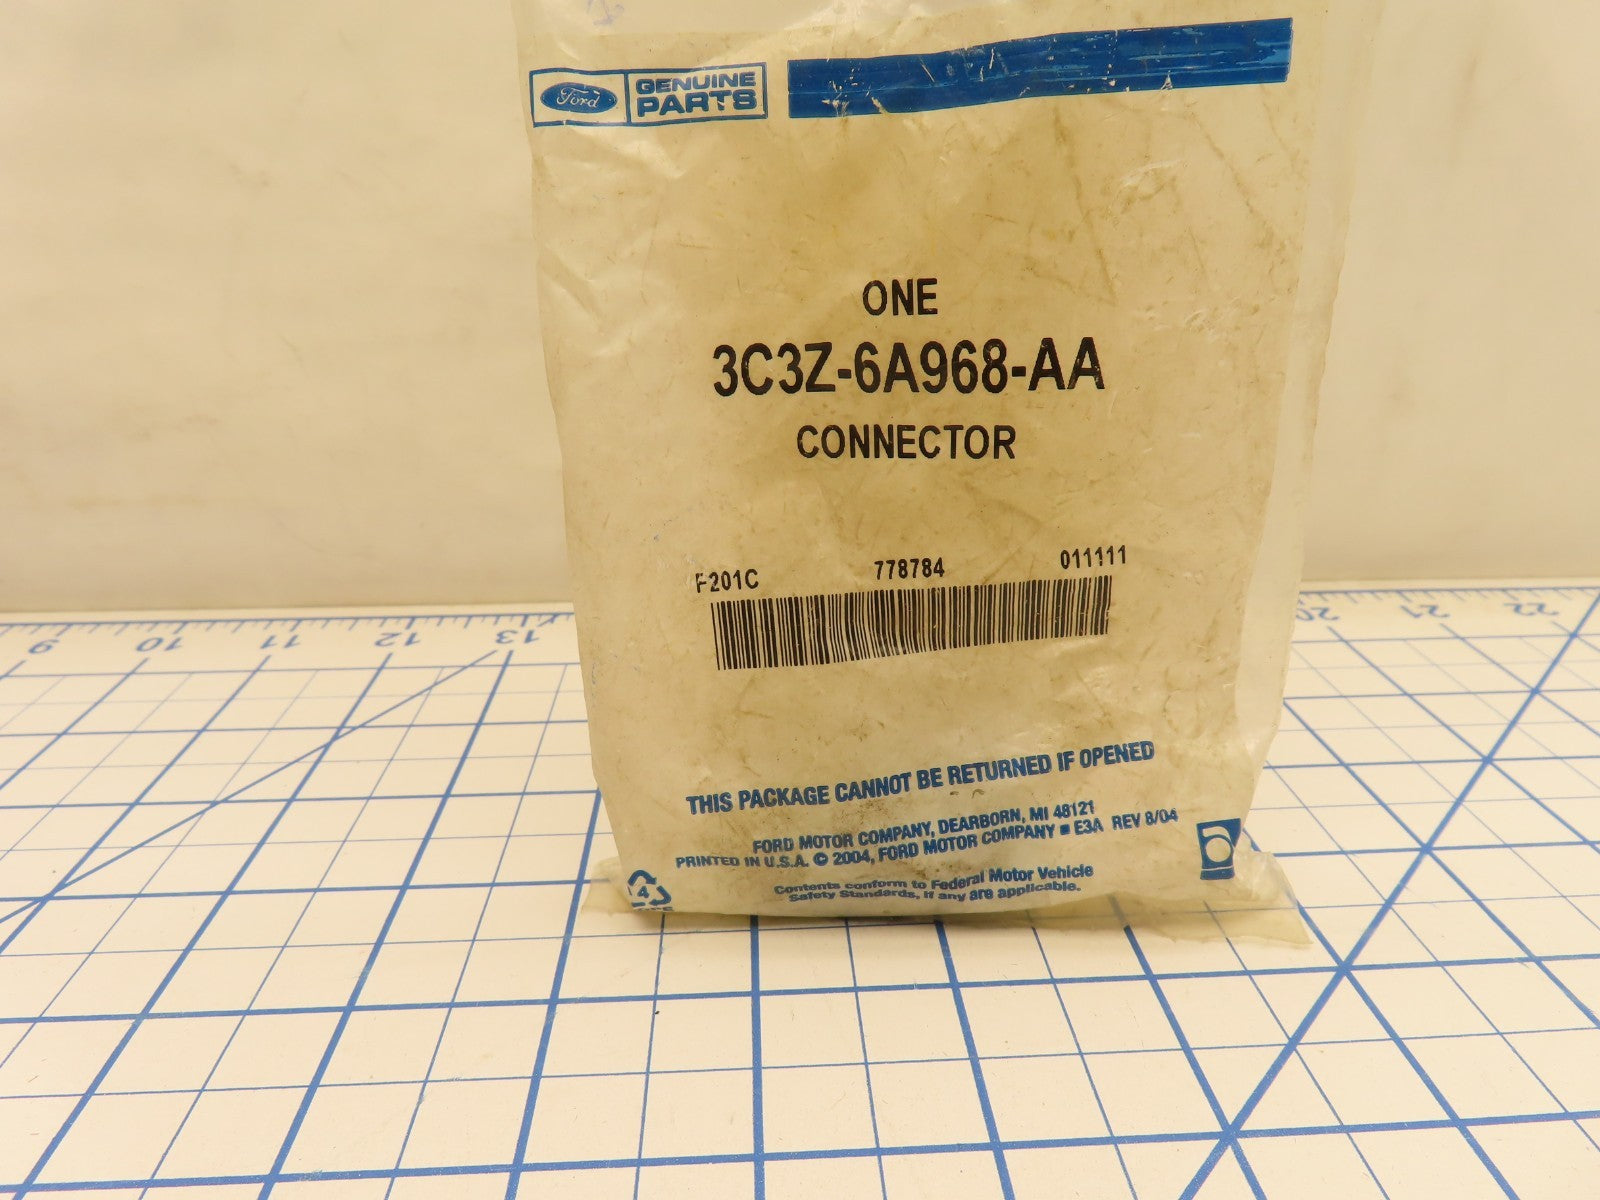 Ford GENUINE
PARTS
ONE
3C3Z-6A968-AA
CONNECTOR
F201C 778784 011111
THIS PACKAGE CANNOT BE RETURNED IF OPENED
FORD MOTOR COMPANY, DEARBORN, MI 48121
PRINTED IN U.S.A. © 2004, FORD MOTOR COMPANY ■ E3A REV 8/04
Contents conform to Federal Motor Vehicle
Safety Standards, if any are applicable.
4
9 10 11 12 13 20 21 22